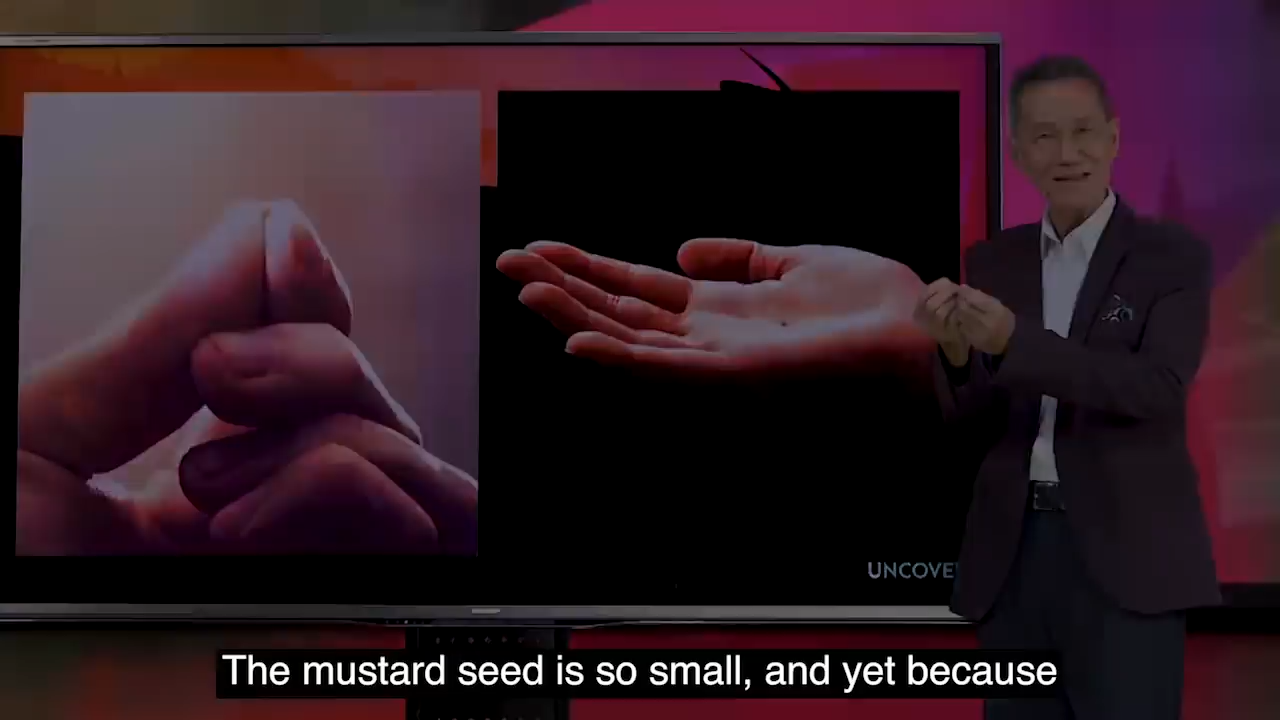 UNCOVE
The mustard seed is so small, and yet because